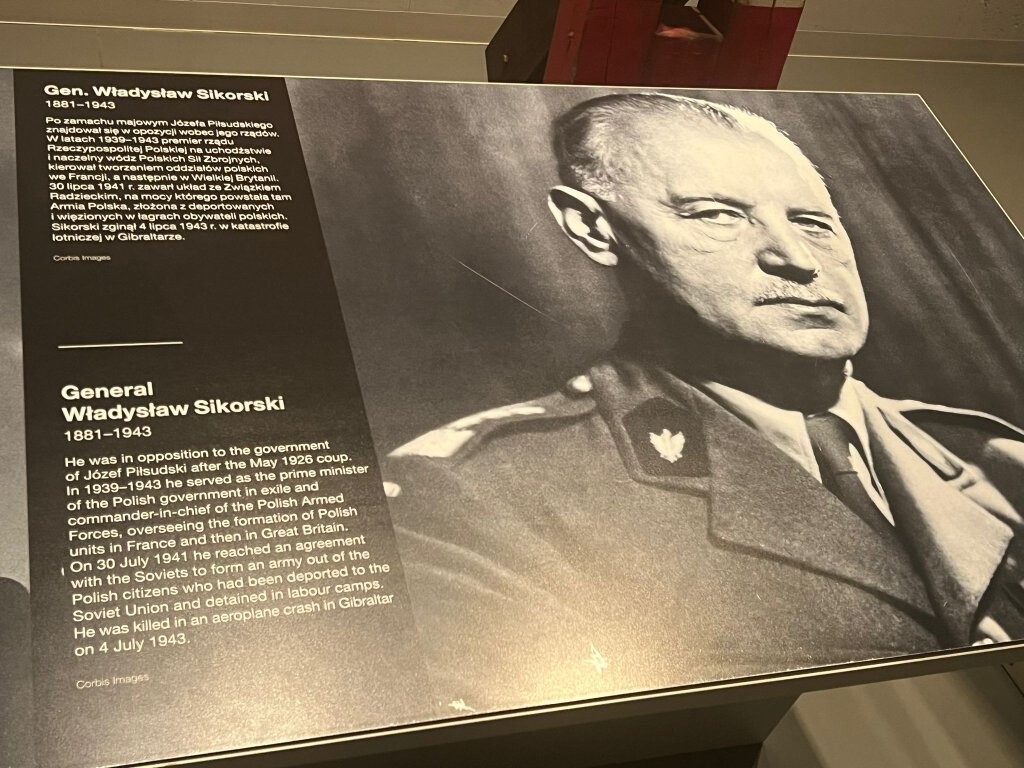 Gen. Władysław Sikorski
1881–1943
Po zamachu majowym Józefa Piłsudskiego
znajdował się w opozycji wobec jego rządów.
W latach 1939–1943 premier rządu
Rzeczypospolitej Polskiej na uchodźstwie
i naczelny wódz Polskich Sił Zbrojnych,
kierował tworzeniem oddziałów polskich
we Francji, a następnie w Wielkiej Brytanii.
30 lipca 1941 r. zawarł układ ze Związkiem
Radzieckim, na mocy którego powstała tam
Armia Polska, złożona z deportowanych
i więzionych w łagrach obywateli polskich.
Sikorski zginął 4 lipca 1943 r. w katastrofie
lotniczej w Gibraltarze.
Corbis Images
General
Władysław Sikorski
1881–1943
He was in opposition to the government
of Józef Piłsudski after the May 1926 coup.
In 1939–1943 he served as the prime minister
of the Polish government in exile and
commander-in-chief of the Polish Armed
Forces, overseeing the formation of Polish
units in France and then in Great Britain.
On 30 July 1941 he reached an agreement
with the Soviets to form an army out of the
Polish citizens who had been deported to the
Soviet Union and detained in labour camps.
He was killed in an aeroplane crash in Gibraltar
on 4 July 1943.
Corbis Images